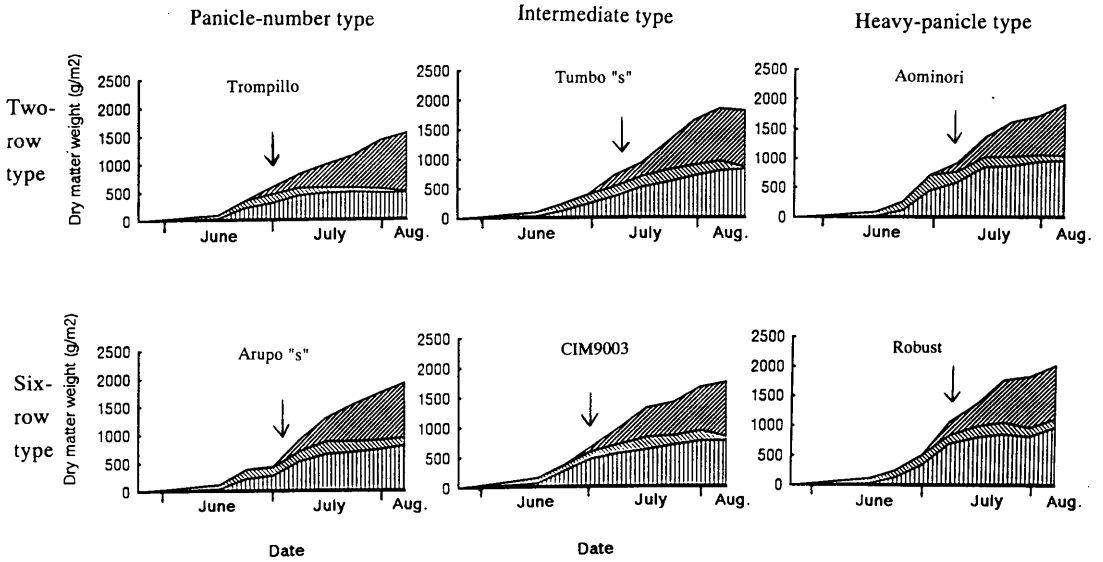 Panicle-number type
Intermediate type
Heavy-panicle type
Two-
row
type
Dry matter weight (g/m2)
2500
2000
1500
1000
500
0
Trompillo
June
July
Aug.
2500
2000
1500
1000
500
0
Tumbo "s"
June
July
Aug.
2500
2000
1500
1000
500
0
Aominori
June
July
Aug.
Six-
row
type
Dry matter weight (g/m2)
2500
2000
1500
1000
500
0
Arupo "s"
June
July
Aug.
Date
2500
2000
1500
1000
500
0
CIM9003
June
July
Aug.
Date
2500
2000
1500
1000
500
0
Robust
June
July
Aug.